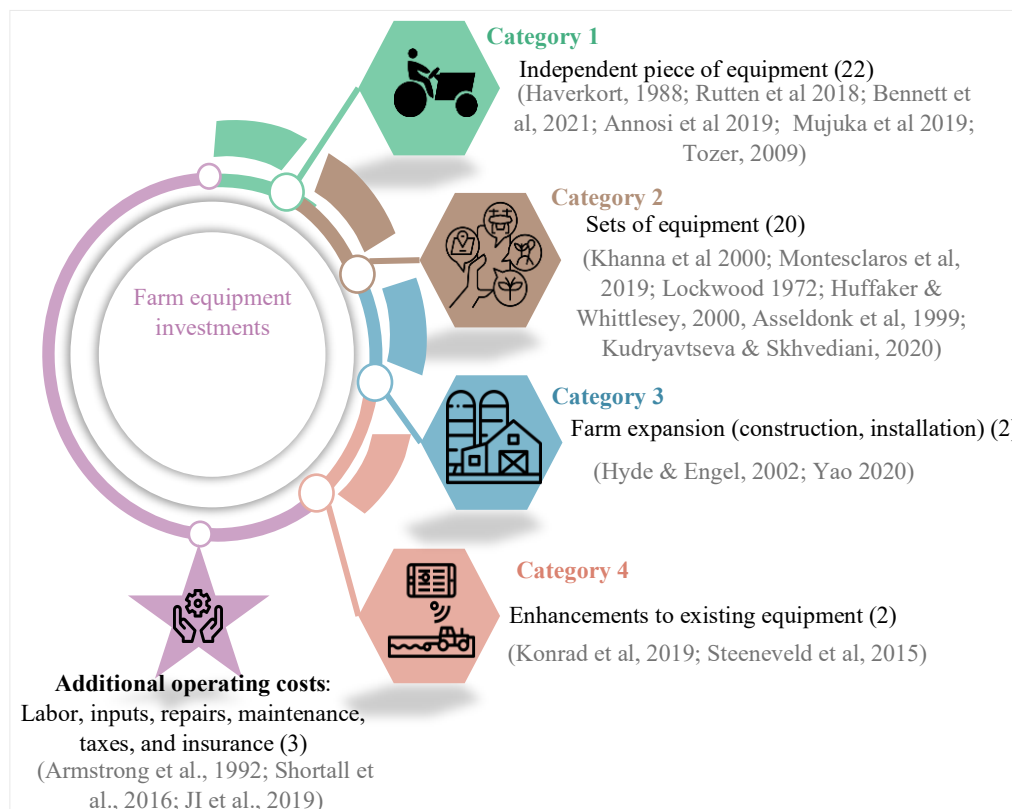 Farm equipment
investments
Category 1
Independent piece of equipment (22)
(Haverkort, 1988; Rutten et al 2018; Bennett et
al, 2021; Annosi et al 2019; Mujuka et al 2019;
Tozer, 2009)
Category 2
Sets of equipment (20)
(Khanna et al 2000; Montesclaros et al,
2019; Lockwood 1972; Huffaker &
Whittlesey, 2000, Asseldonk et al, 1999;
Kudryavtseva & Skhvediani, 2020)
Category 3
Farm expansion (construction, installation) (2)
(Hyde & Engel, 2002; Yao 2020)
Category 4
Enhancements to existing equipment (2)
(Konrad et al, 2019; Steeneveld et al, 2015)
Additional operating costs:
Labor, inputs, repairs, maintenance,
taxes, and insurance (3)
(Armstrong et al., 1992; Shortall et
al., 2016; JI et al., 2019)